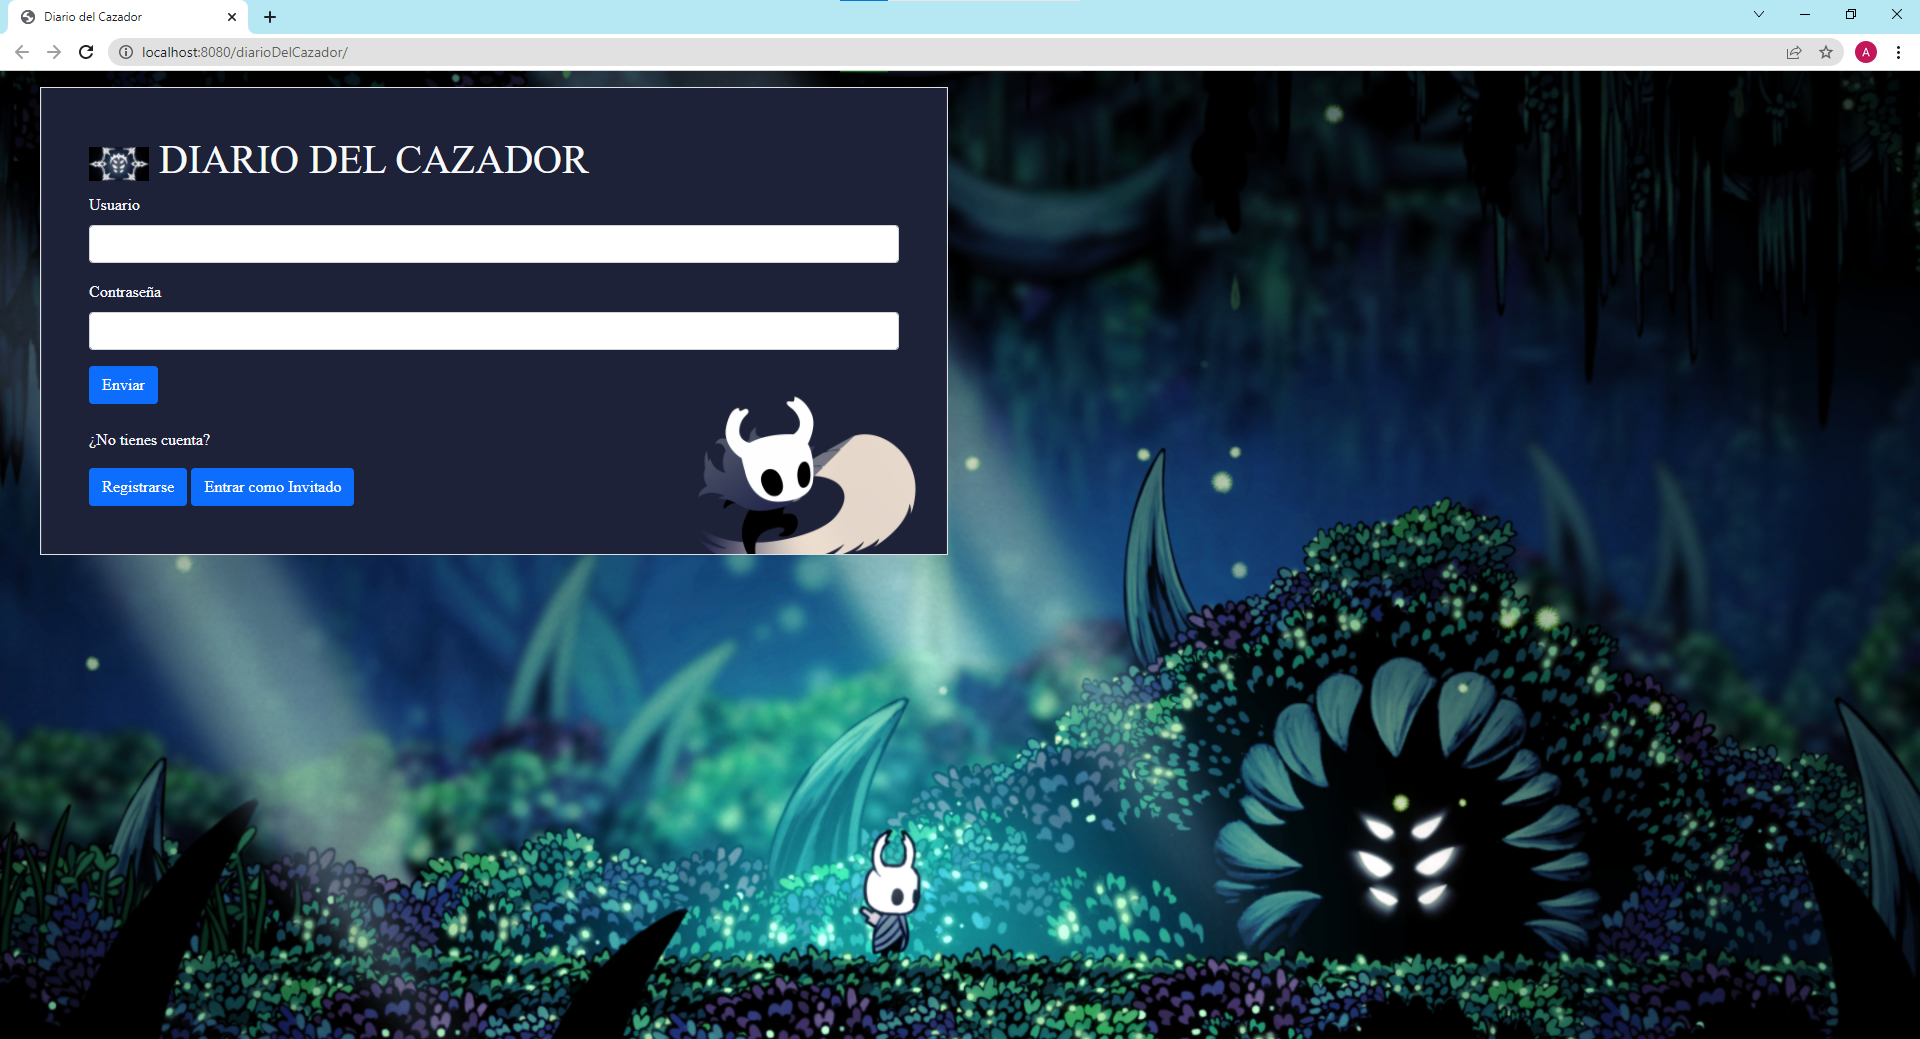 Diario del Cazador
localhost:8080/diarioDelCazador/
A
DIARIO DEL CAZADOR
Usuario
Contraseña
Enviar
¿No tienes cuenta?
Registrarse Entrar como Invitado